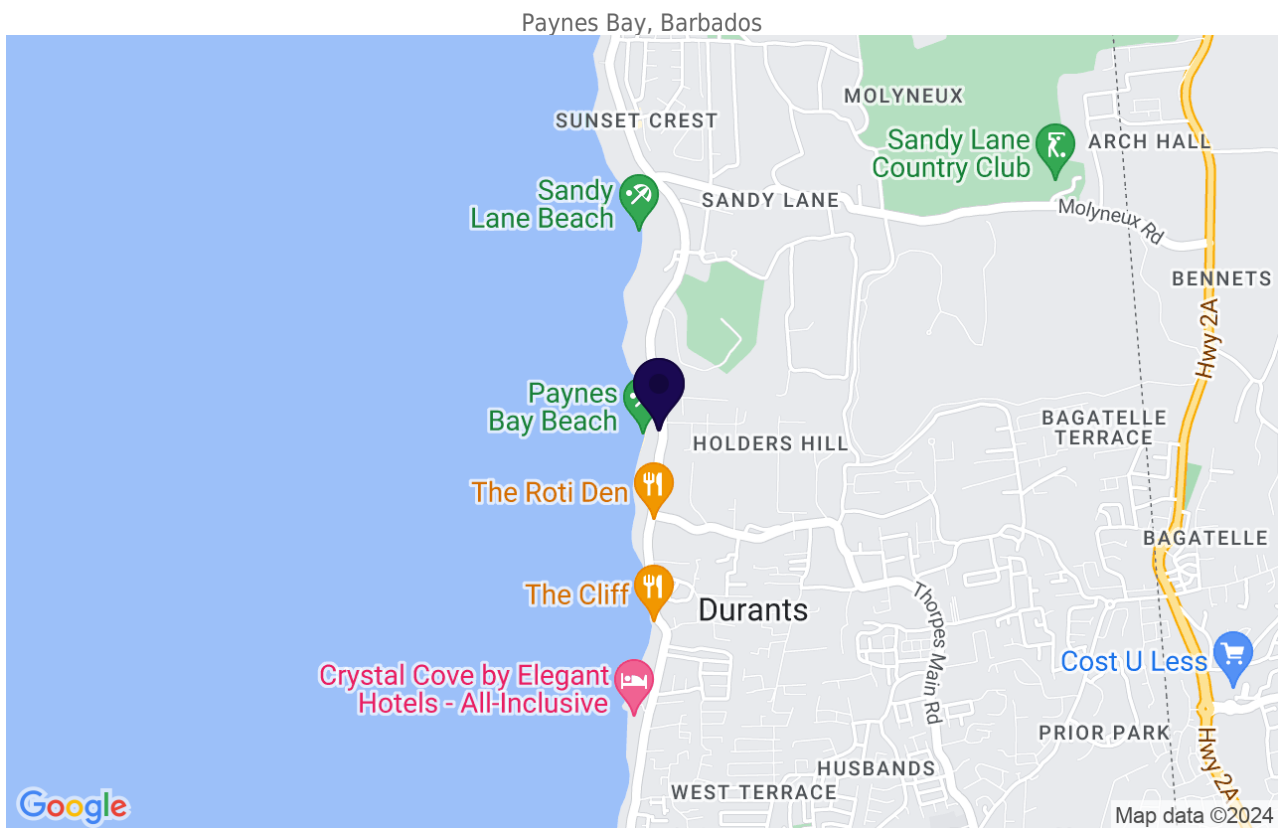 Paynes Bay, Barbados
MOLYNEUX
SUNSET CREST
Sandy Lane
Country Club
ARCH HALL
Sandy
Lane Beach
SANDY LANE
Molyneux Rd
BENNETS
Hwy 2A
Paynes
Bay Beach
BAGATELLE
TERRACE
HOLDERS HILL
The Roti Den
BAGATELLE
The Cliff
Durants
Thorpes Main Rd
Cost U Less
Crystal Cove by Elegant
Hotels - All-Inclusive
PRIOR PARK
Hwy 2A
HUSBANDS
WEST TERRACE
Google
Map data ©2024